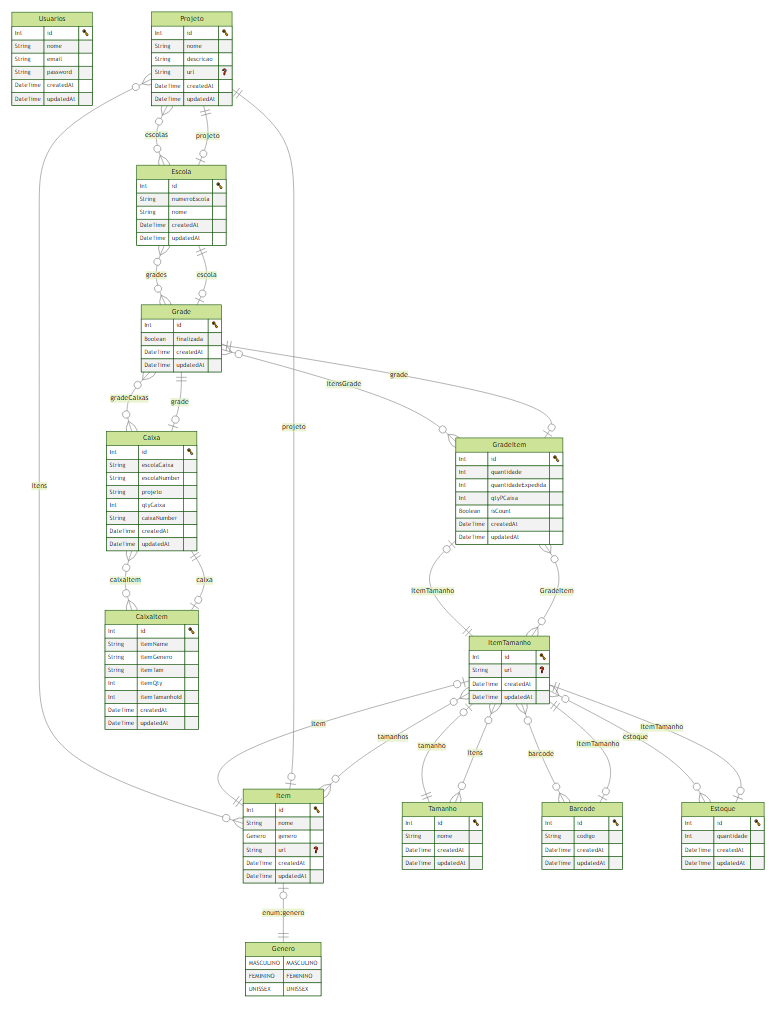 Usuarios
Int id
String nome
String email
String password
DateTime createdAt
DateTime updatedAt
Projeto
Int id
String nome
String descricao
String url
DateTime createdAt
DateTime updatedAt
escolas
projeto
Escola
Int id
String numeroEscola
String nome
DateTime createdAt
DateTime updatedAt
grades
escola
Grade
Int id
Boolean finalizada
DateTime createdAt
DateTime updatedAt
grade
itensGrade
gradeCaixas
grade
projeto
Caixa
Int id
String escolaCaixa
String escolaNumber
String projeto
Int qtyCaixa
String caixaNumber
DateTime createdAt
DateTime updatedAt
GradeItem
Int id
Int quantidade
Int quantidadeExpedida
Int qtyPCaixa
Boolean isCount
DateTime createdAt
DateTime updatedAt
itens
caixaItem
caixa
ItemTamanho
GradeItem
CaixaItem
Int id
String itemName
String itemGenero
String itemTam
Int itemQty
Int itemTamanhoId
DateTime createdAt
DateTime updatedAt
ItemTamanho
Int id
String url
DateTime createdAt
DateTime updatedAt
item
tamanhos
tamanho
itens
barcode
ItemTamanho
estoque
ItemTamanho
Item
Int id
String nome
Genero genero
String url
DateTime createdAt
DateTime updatedAt
Tamanho
Int id
String nome
DateTime createdAt
DateTime updatedAt
Barcode
Int id
String codigo
DateTime createdAt
DateTime updatedAt
Estoque
Int id
Int quantidade
DateTime createdAt
DateTime updatedAt
enum:genero
Genero
MASCULINO MASCULINO
FEMININO FEMININO
UNISSEX UNISSEX